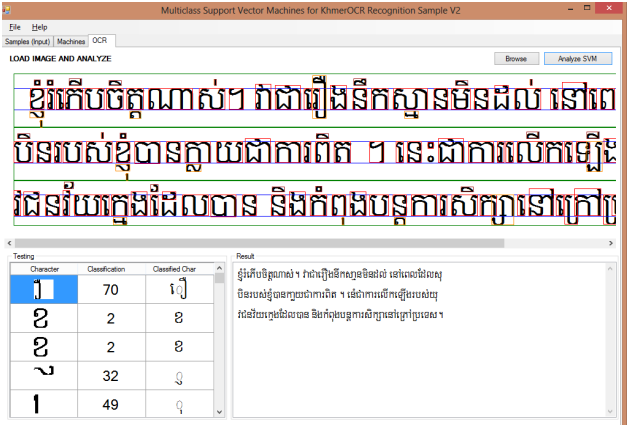 Multiclass Support Vector Machines for KhmerOCR Recognition Sample V2
File Help
Samples (Input) Machines OCR
LOAD IMAGE AND ANALYZE
Browse Analyze SVM
ខ្ញុំរំភើបចិត្តណាស់។ វាជារឿងនឹកស្មានមិនដល់ នៅពេ
បិនរបស់ខ្ញុំបានក្លាយជាការពិត ។ នេះជាការលើកឡើង
វជនវ័យក្មេងដែលបាន និងកំពុងបន្តការសិក្សានៅក្រៅប្រ
Testing
Character Classification Classified Char
រឿ 70 ឿ
ខ 2 ខ
ខ 2 ខ
32
49
Result
ខ្ញុំរំភើបចិត្តណាស់។ វាជារឿងនឹកស្មានមិនដល់ នៅពេលដែលសុ
បិនរបស់ខ្ញុំបានក្លាយជាការពិត ។ នេំជាការលើកឡើងរបស់យុ
វជនវ័យក្មេងដែលបាន និងកំពុងបន្តការសិក្សានៅក្រៅប្រទេស។